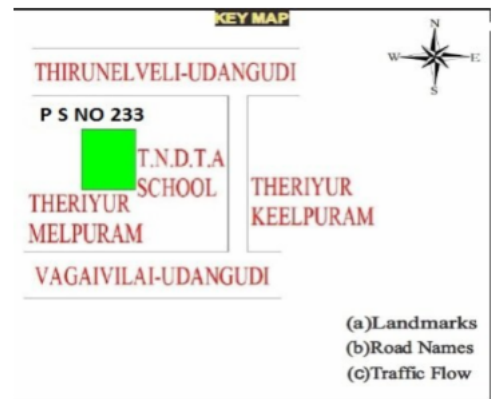 KEY MAP
N
W E
S
THIRUNELVELI-UDANGUDI
P S NO 233
T.N.D.T.A
SCHOOL
THERIYUR
MELPURAM
THERIYUR
KEELPURAM
VAGAIVILAI-UDANGUDI
(a)Landmarks
(b)Road Names
(c)Traffic Flow